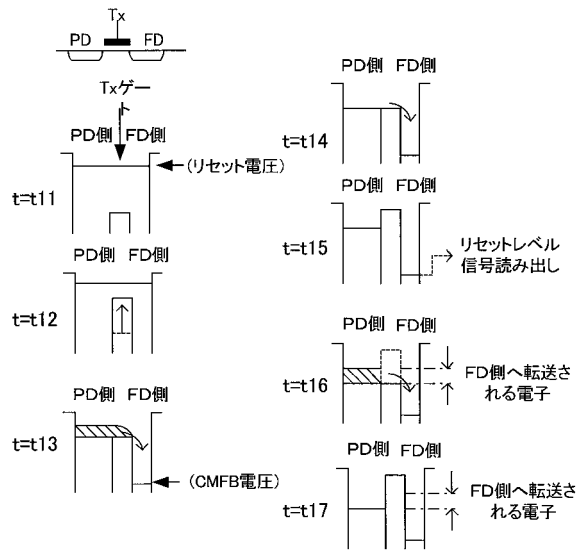 Tx
PD FD
Txゲー
ト
PD側 FD側
(リセット電圧)
t=t11
PD側 FD側
t=t12
PD側 FD側
t=t13
(CMFB電圧)
PD側 FD側
t=t14
PD側 FD側
t=t15
リセットレベル
信号読み出し
PD側 FD側
t=t16
FD側へ転送さ
れる電子
PD側 FD側
t=t17
FD側へ転送さ
れる電子